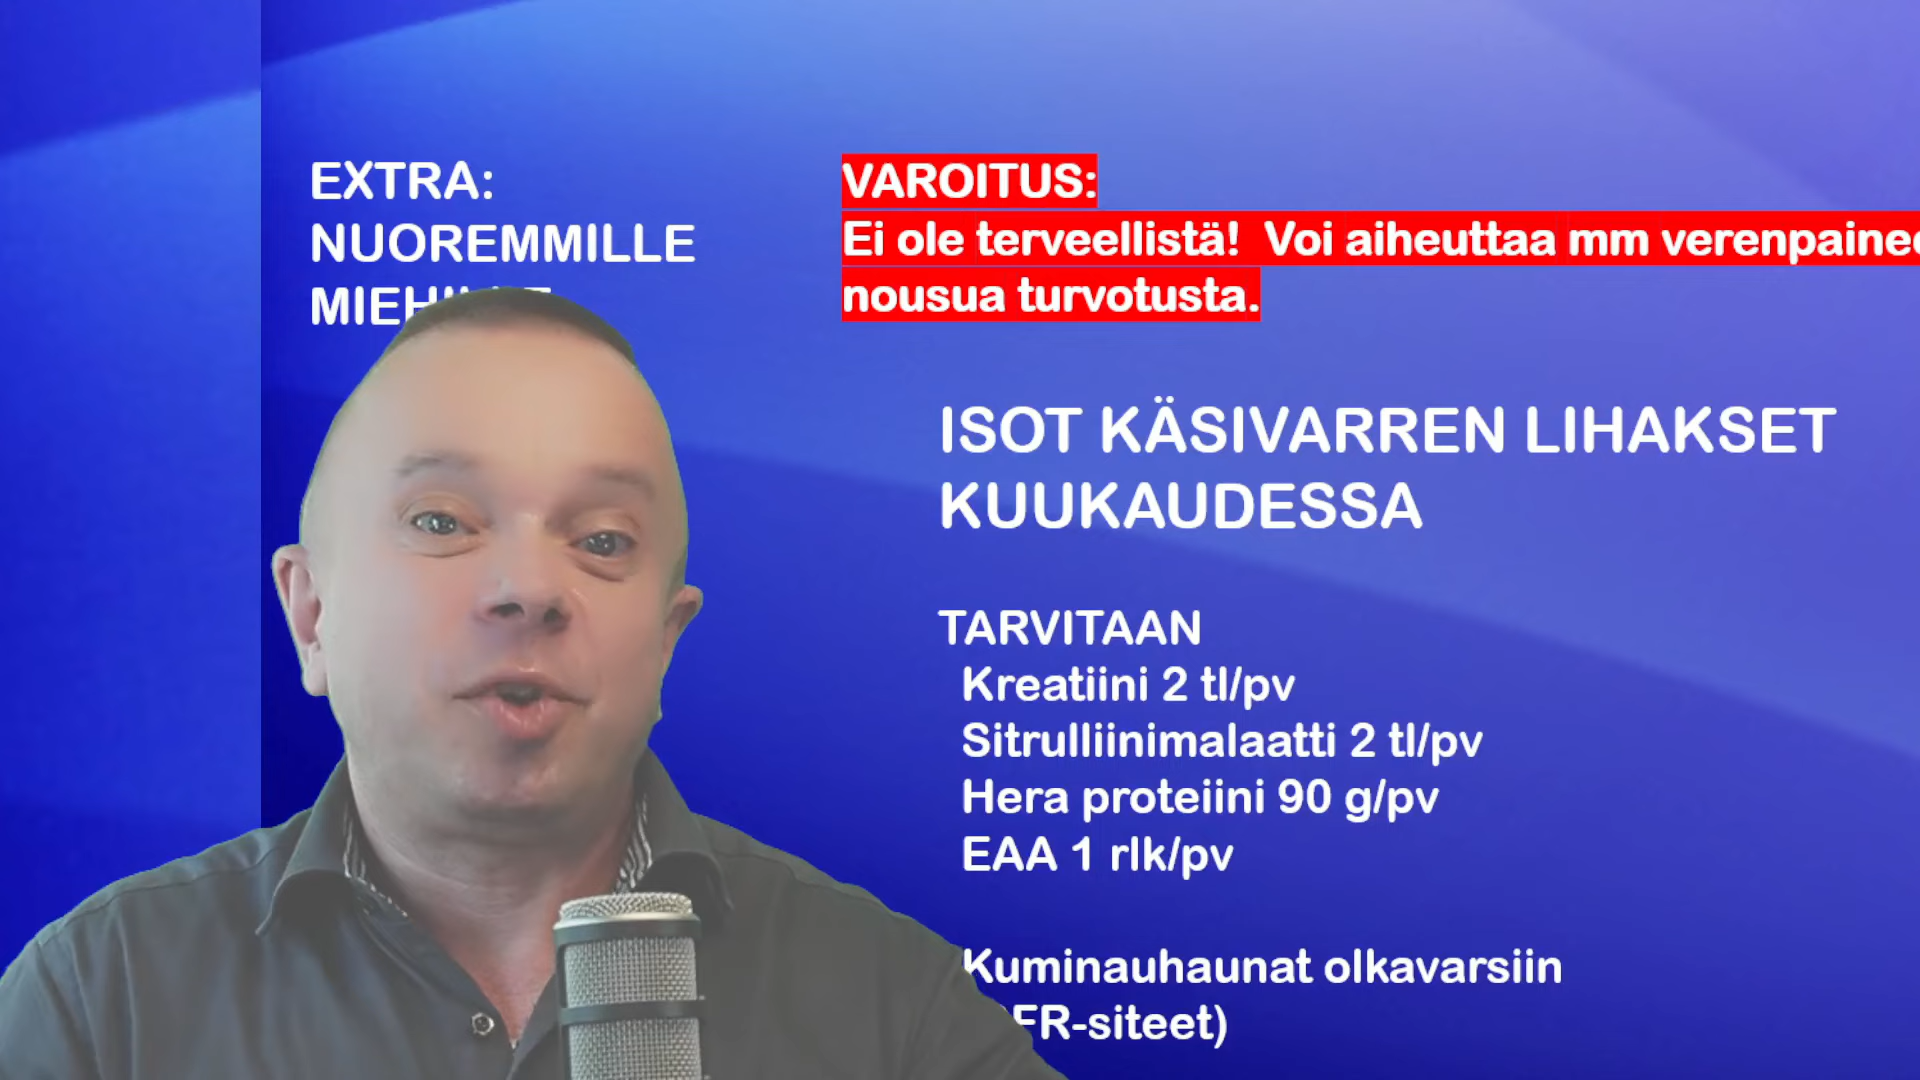 EXTRA:
NUOREMMILLE
VAROITUS:
Ei ole terveellistä! Voi aiheuttaa mm
nousua turvotusta.
ISOT KÄSIVARREN LIHAKSET
KUUKAUDESSA
TARVITAAN
Kreatiini 2 tl/pv
Sitrulliinimalaatti 2 tl/pv
Hera proteiini 90 g/pv
EAA 1 rlk/pv
Kuminauhaunat olkavarsiin